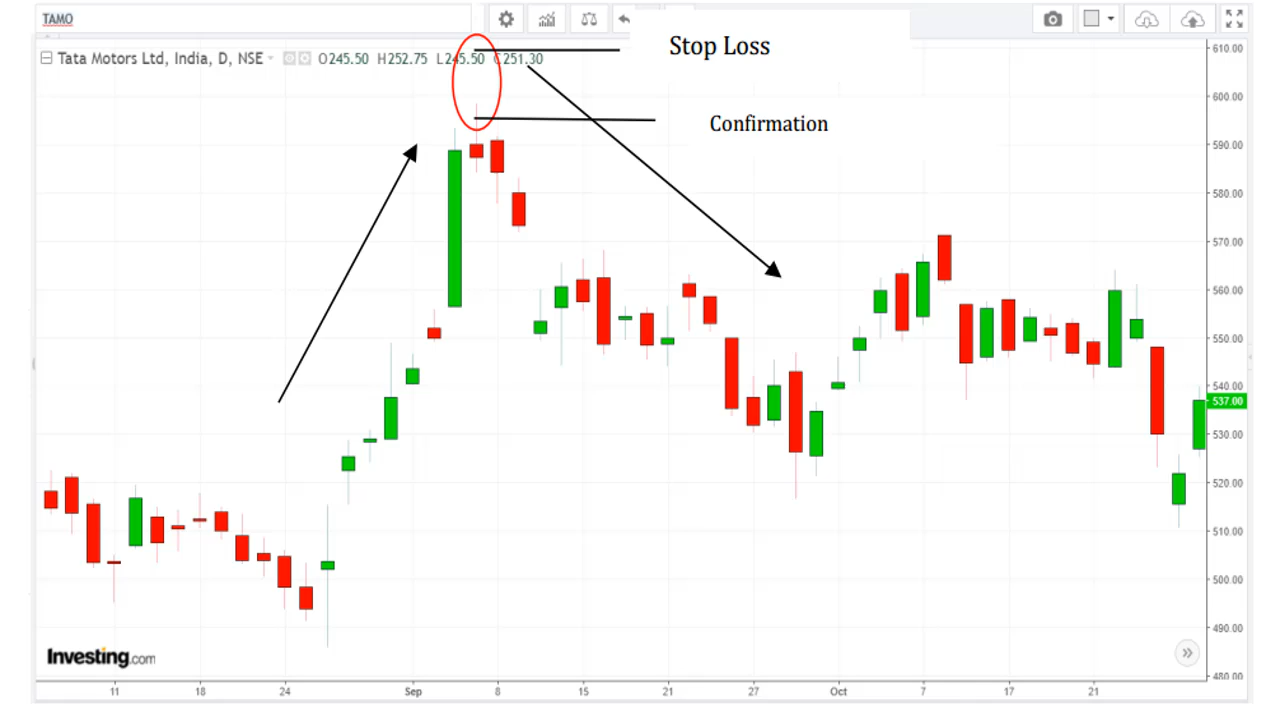 TAMO
Stop Loss
Tata Motors Ltd, India, D, NSE O245.50 H252.75 L245.50 C251.30
Confirmation
610.00
600.00
590.00
580.00
570.00
560.00
550.00
540.00
537.00
530.00
520.00
510.00
500.00
490.00
480.00
Investing.com
11 18 24 Sep 8 15 21 27 Oct 7 17 21